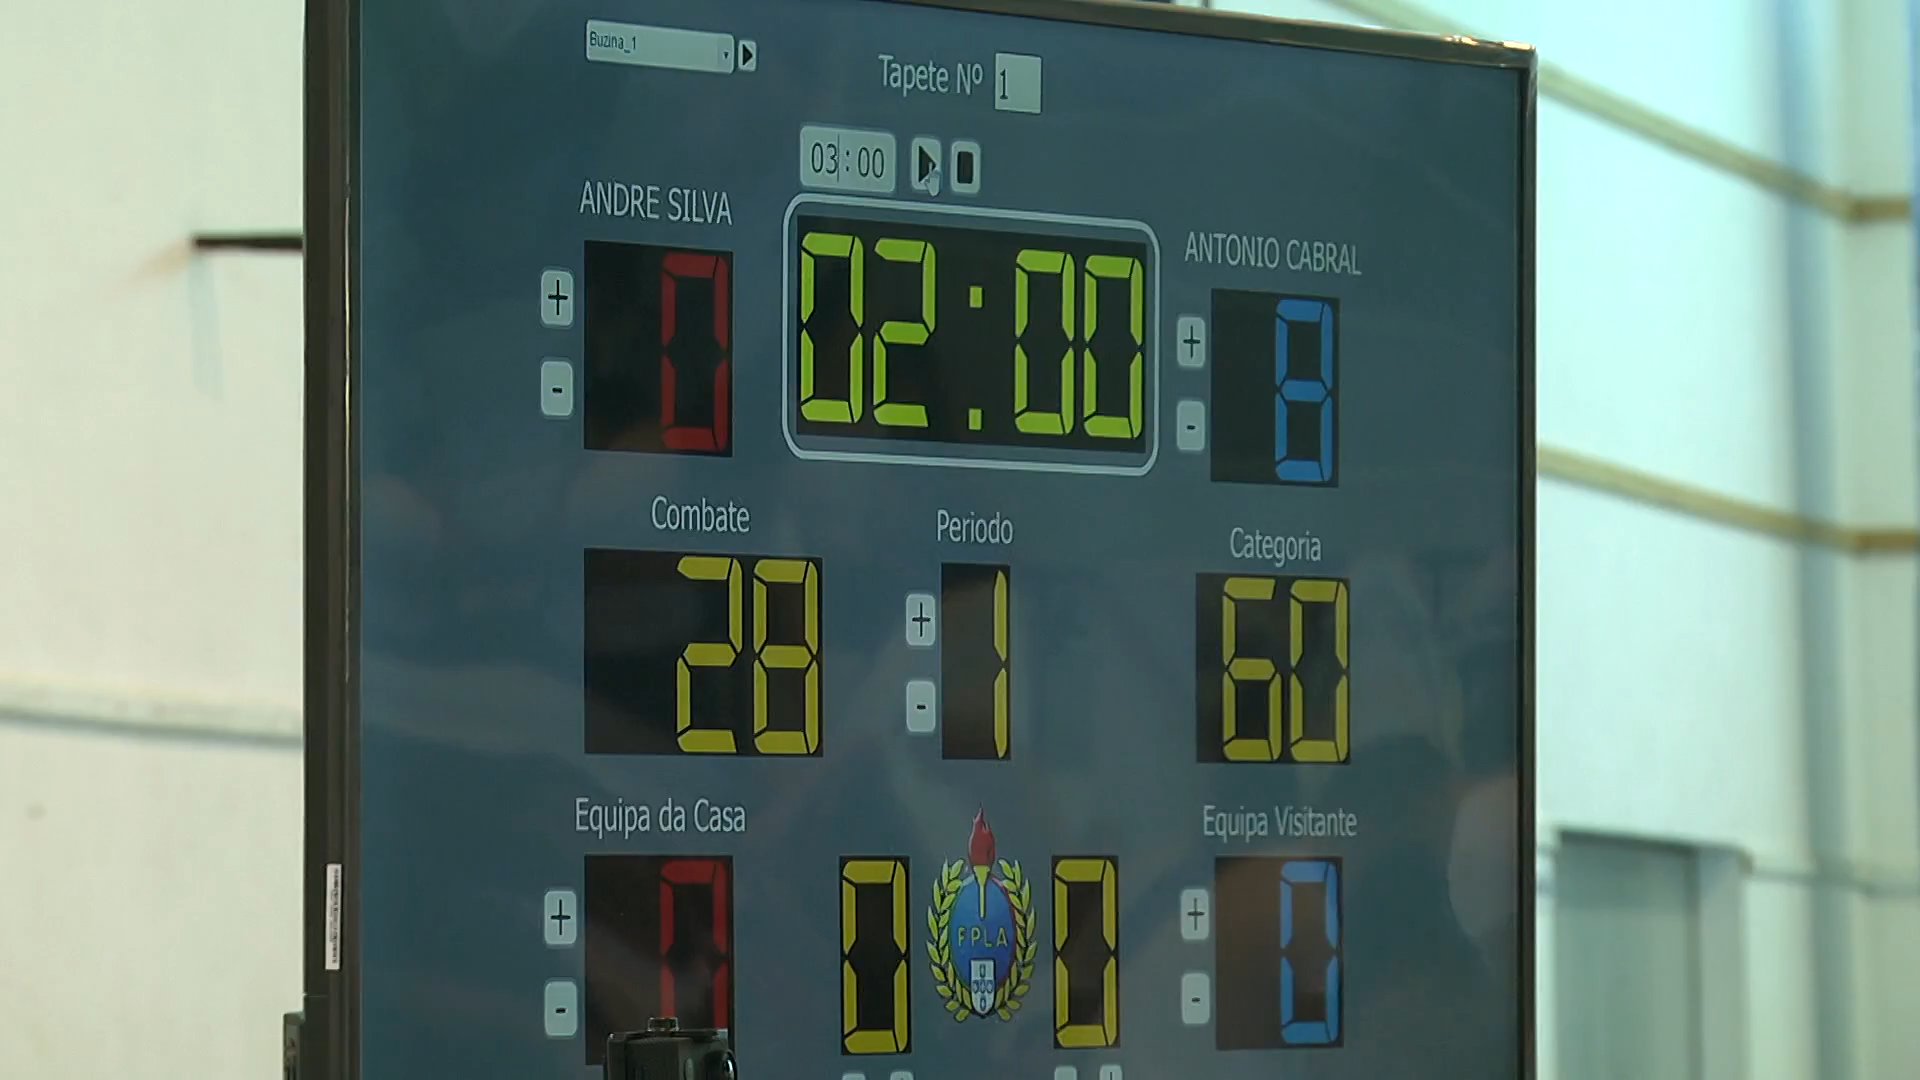 Buzina_1
Tapete Nº 1
03:00
ANDRE SILVA
ANTONIO CABRAL
+
-
0
02:00
+
-
8
Combate
Periodo
Categoria
28
+
-
1
60
Equipa da Casa
Equipa Visitante
+
-
0
0
FPLA
0
+
-
0